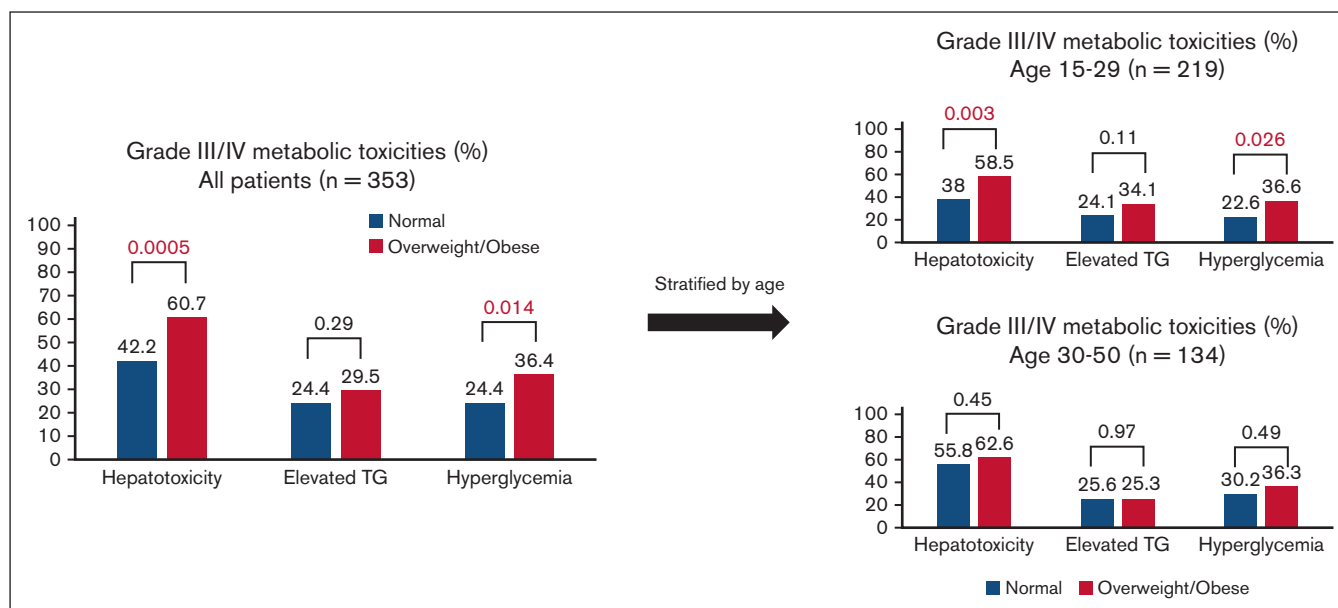 Grade III/IV metabolic toxicities (%)
All patients (n = 353)
Normal
Overweight/Obese
100
90
80
70
60
50
40
30
20
10
0
0.0005
42.2
60.7
0.29
24.4
29.5
0.014
24.4
36.4
Hepatotoxicity
Elevated TG
Hyperglycemia
Stratified by age
Grade III/IV metabolic toxicities (%)
Age 15-29 (n = 219)
100
80
60
40
20
0
0.003
38
58.5
0.11
24.1
34.1
0.026
22.6
36.6
Hepatotoxicity
Elevated TG
Hyperglycemia
Grade III/IV metabolic toxicities (%)
Age 30-50 (n = 134)
100
80
60
40
20
0
0.45
55.8
62.6
0.97
25.6
25.3
0.49
30.2
36.3
Hepatotoxicity
Elevated TG
Hyperglycemia
Normal
Overweight/Obese